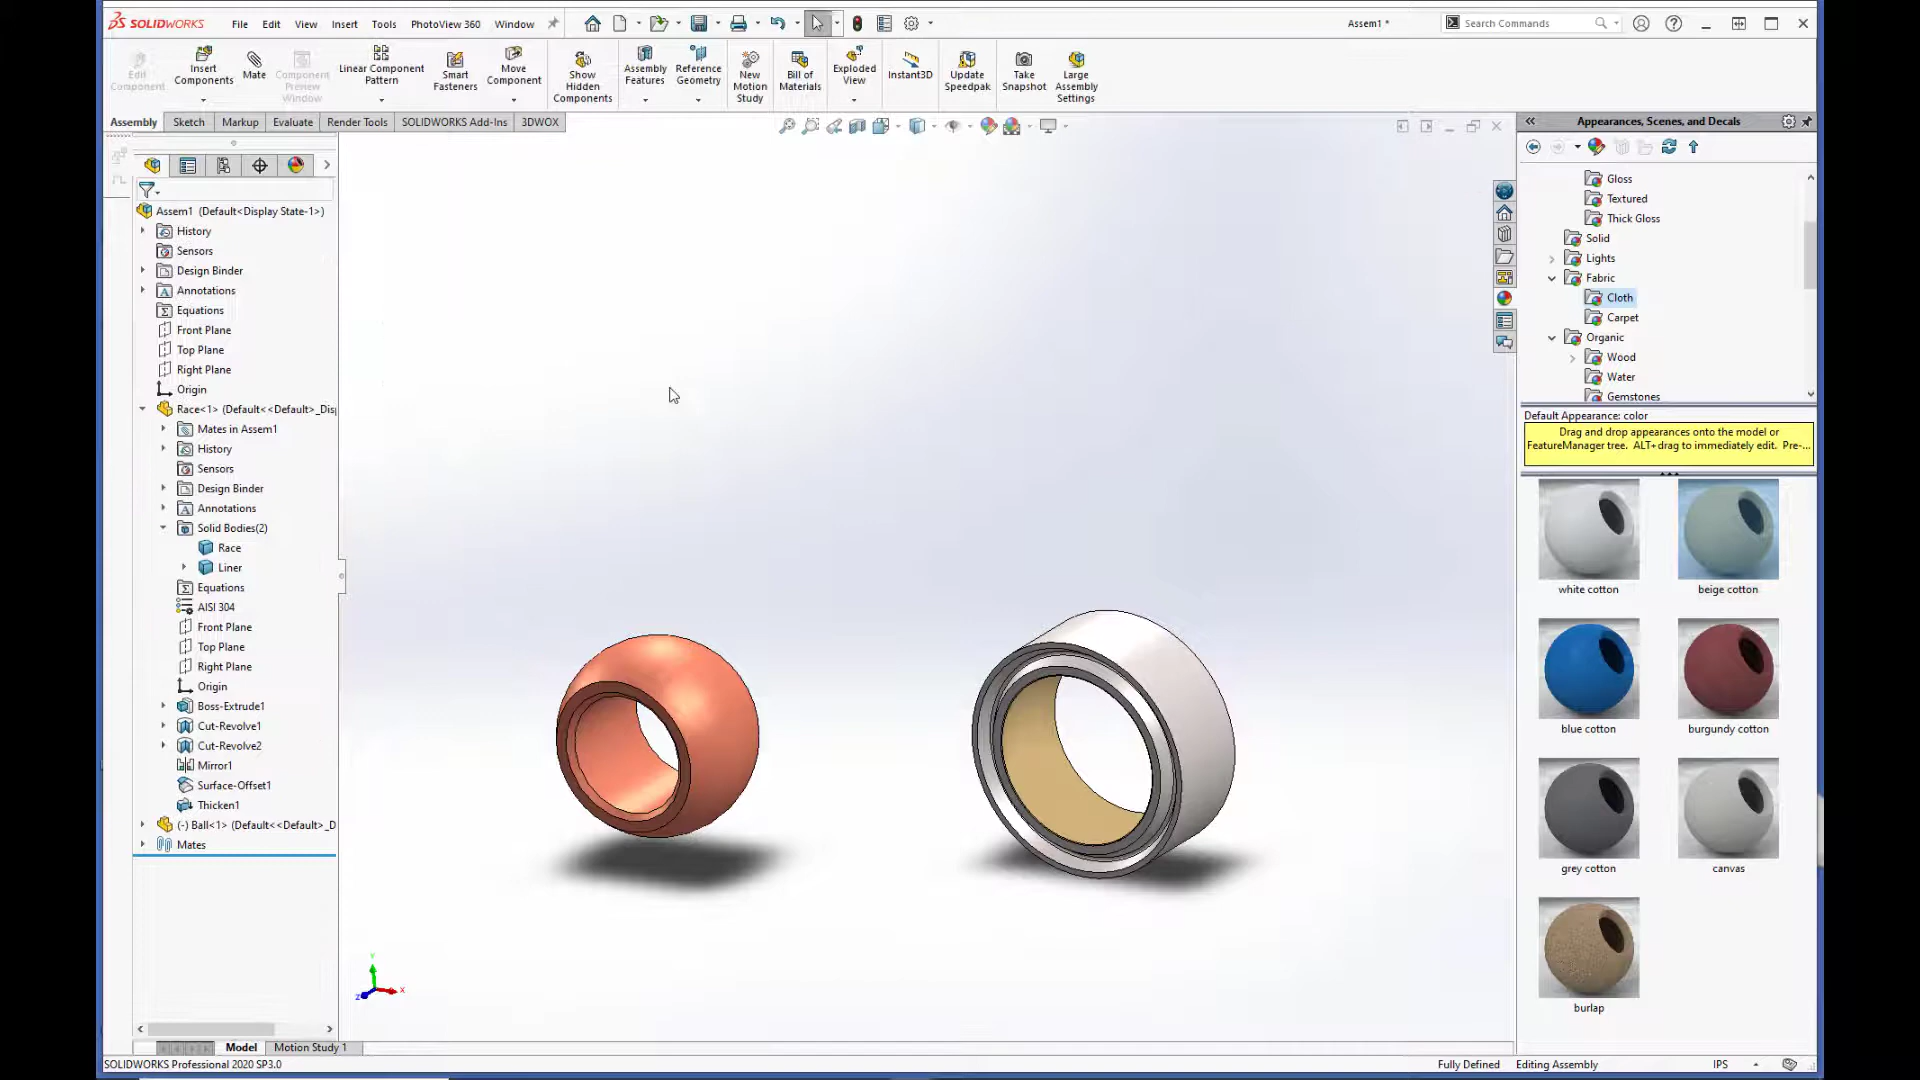 SOLIDWORKS File Edit View Insert Tools PhotoView 360 Window Assem1 * Search Commands
Edit Component
Insert Components
Mate
Component Preview Window
Linear Component Pattern
Smart Fasteners
Move Component
Show Hidden Components
Assembly Features
Reference Geometry
New Motion Study
Bill of Materials
Exploded View
Instant3D
Update Speedpak
Take Snapshot
Large Assembly Settings
Assembly Sketch Markup Evaluate Render Tools SOLIDWORKS Add-Ins 3DWOX
Assem1 (Default<Display State-1>)
History
Sensors
Design Binder
Annotations
Equations
Front Plane
Top Plane
Right Plane
Origin
Race<1> (Default<<Default>_Disp
Mates in Assem1
History
Sensors
Design Binder
Annotations
Solid Bodies(2)
Race
Liner
Equations
AISI 304
Front Plane
Top Plane
Right Plane
Origin
Boss-Extrude1
Cut-Revolve1
Cut-Revolve2
Mirror1
Surface-Offset1
Thicken1
(-) Ball<1> (Default<<Default>_D
Mates
Y
X
Z
Appearances, Scenes, and Decals
Gloss
Textured
Thick Gloss
Solid
Lights
Fabric
Cloth
Carpet
Organic
Wood
Water
Gemstones
Default Appearance: color
Drag and drop appearances onto the model or
FeatureManager tree. ALT+drag to immediately edit. Pre-...
white cotton beige cotton
blue cotton burgundy cotton
grey cotton canvas
burlap
Model Motion Study 1
SOLIDWORKS Professional 2020 SP3.0 Fully Defined Editing Assembly IPS